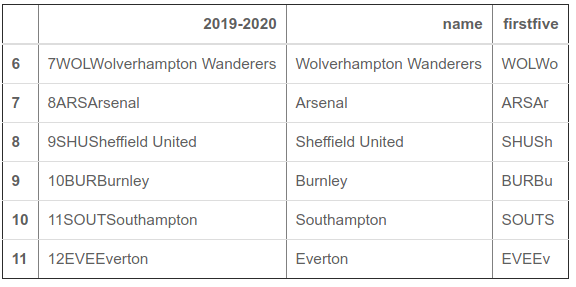 2019-2020 name firstfive
6 7WOLWolverhampton Wanderers Wolverhampton Wanderers WOLWo
7 8ARSArsenal Arsenal ARSAr
8 9SHUSheffield United Sheffield United SHUSh
9 10BURBurnley Burnley BURBu
10 11SOUTSouthampton Southampton SOUTS
11 12EVEEverton Everton EVEEv